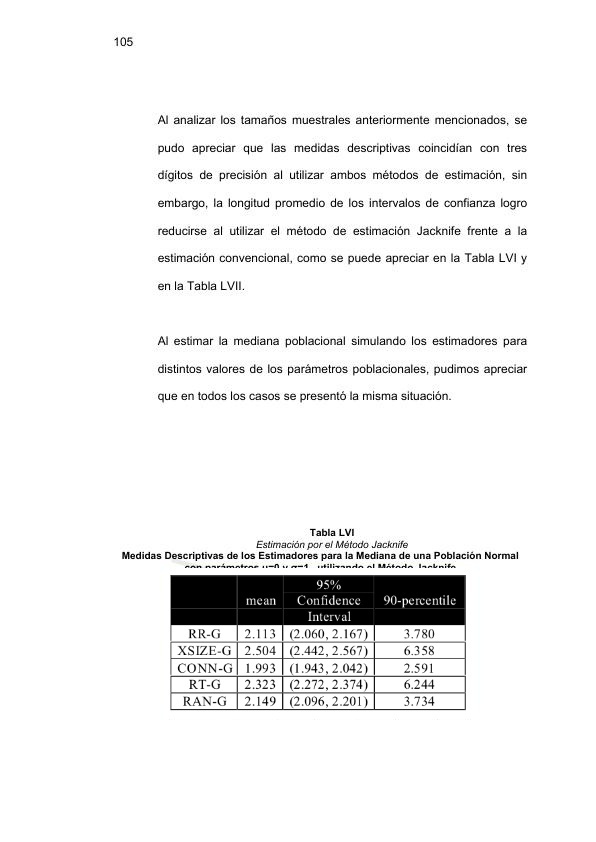 105
Al analizar los tamaños muestrales anteriormente mencionados, se
pudo apreciar que las medidas descriptivas coincidían con tres
dígitos de precisión al utilizar ambos métodos de estimación, sin
embargo, la longitud promedio de los intervalos de confianza logro
reducirse al utilizar el método de estimación Jacknife frente a la
estimación convencional, como se puede apreciar en la Tabla LVI y
en la Tabla LVII.
Al estimar la mediana poblacional simulando los estimadores para
distintos valores de los parámetros poblacionales, pudimos apreciar
que en todos los casos se presentó la misma situación.
Tabla LVI
Estimación por el Método Jacknife
Medidas Descriptivas de los Estimadores para la Mediana de una Población Normal
con parámetros μ=0 y σ=1, utilizando el Método Jacknife
95%
mean Confidence 90-percentile
Interval
RR-G 2.113 (2.060, 2.167) 3.780
XSIZE-G 2.504 (2.442, 2.567) 6.358
CONN-G 1.993 (1.943, 2.042) 2.591
RT-G 2.323 (2.272, 2.374) 6.244
RAN-G 2.149 (2.096, 2.201) 3.734